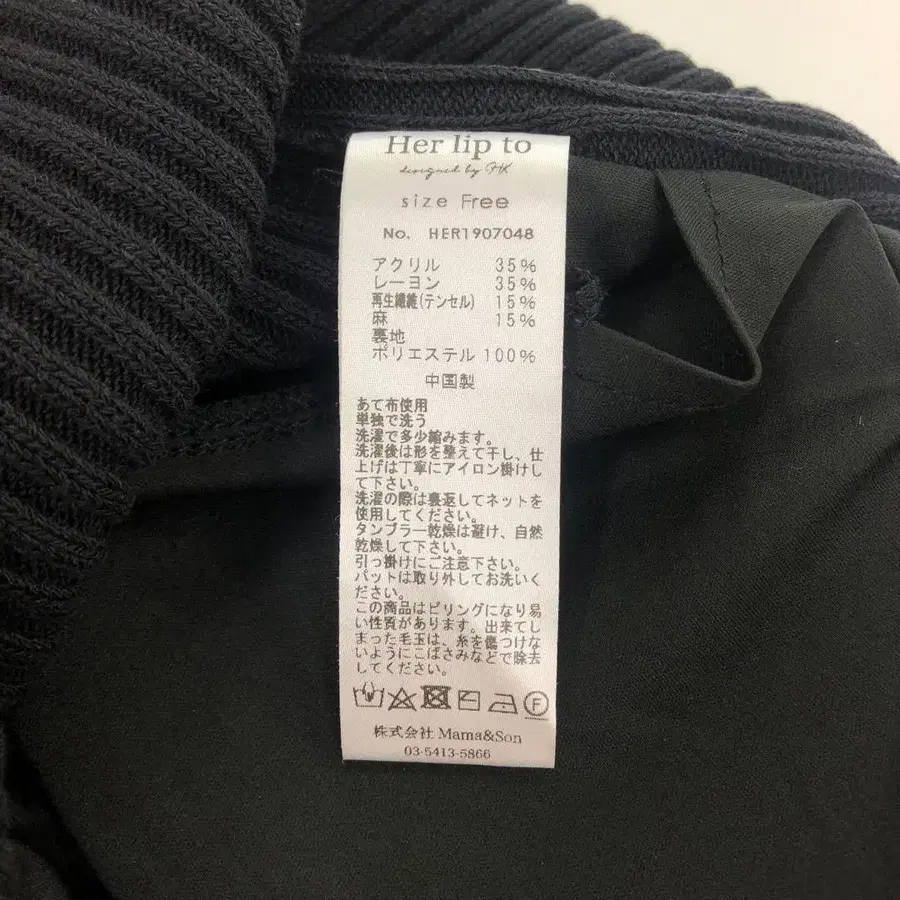 Her lip to
designed by HK
size Free
No. HER1907048
アクリル 35%
レーヨン 35%
再生繊維(テンセル) 15%
麻 15%
裏地
ポリエステル 100%
中国製
あて布使用
単独で洗う
洗濯で多少縮みます。
洗濯後は形を整えて干し、仕
上げは丁寧にアイロン掛けし
て下さい。
洗濯の際は裏返してネットを
使用してください。
タンブラー乾燥は避け、自然
乾燥して下さい。
引っ掛けにご注意下さい。
パットは取り外してお洗いく
ださい。
この商品はピリングになり易
い性質があります。出来てし
まった毛玉は、糸を傷つけな
いようにこばさみなどで除去
してください。
F
株式会社 Mama&Son
03-5413-5866